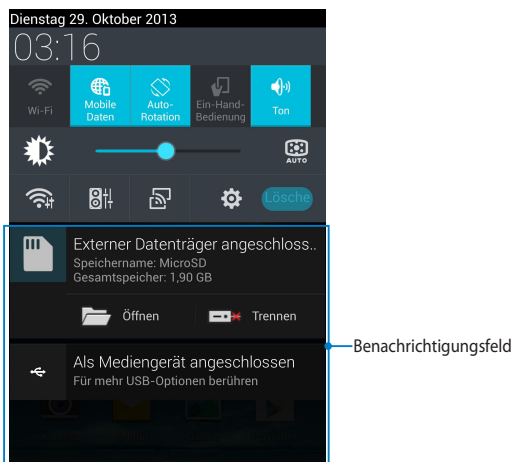 Dienstag 29. Oktober 2013
03:16
Wi-Fi
Mobile Daten
Auto-Rotation
Ein-Hand-Bedienung
Ton
AUTO
Lösche
Externer Datenträger angeschloss..
Speichername: MicroSD
Gesamtspeicher: 1,90 GB
Öffnen
Trennen
Benachrichtigungsfeld
Als Mediengerät angeschlossen
Für mehr USB-Optionen berühren